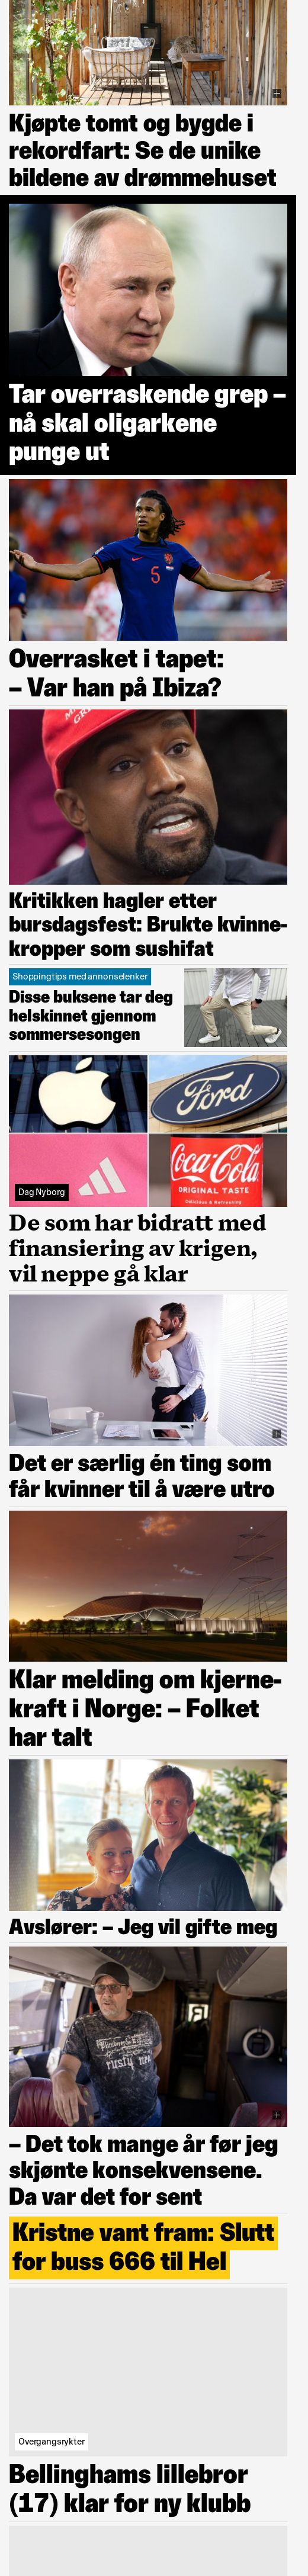 Kjøpte tomt og bygde i
rekordfart: Se de unike
bildene av drømmehuset
Tar overraskende grep –
nå skal oligarkene
punge ut
5
Overrasket i tapet:
– Var han på Ibiza?
Kritikken hagler etter
bursdagsfest: Brukte kvinne-
kropper som sushifat
Shoppingtips med annonselenker
Disse buksene tar deg
helskinnet gjennom
sommersesongen
Ford
Coca-Cola
ORIGINAL TASTE
Dag Nyborg
De som har bidratt med
finansiering av krigen,
vil neppe gå klar
Det er særlig én ting som
får kvinner til å være utro
Klar melding om kjerne-
kraft i Norge: – Folket
har talt
Avslører: – Jeg vil gifte meg
– Det tok mange år før jeg
skjønte konsekvensene.
Da var det for sent
Kristne vant fram: Slutt
for buss 666 til Hel
Overgangsrykter
Bellinghams lillebror
(17) klar for ny klubb